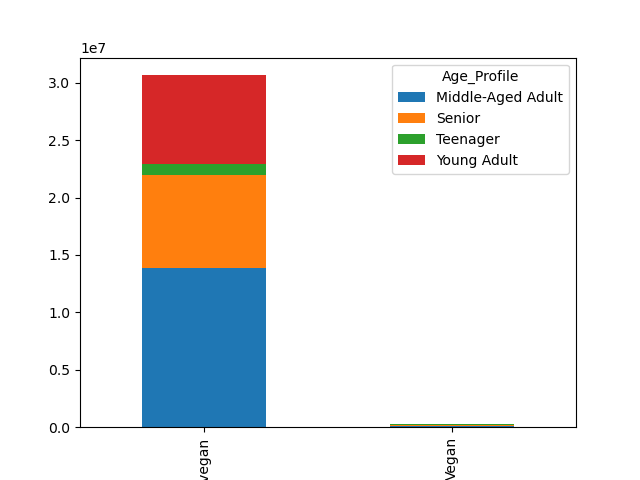 1e7
3.0
2.5
2.0
1.5
1.0
0.5
0.0
Age_Profile
Middle-Aged Adult
Senior
Teenager
Young Adult
vegan
Vegan